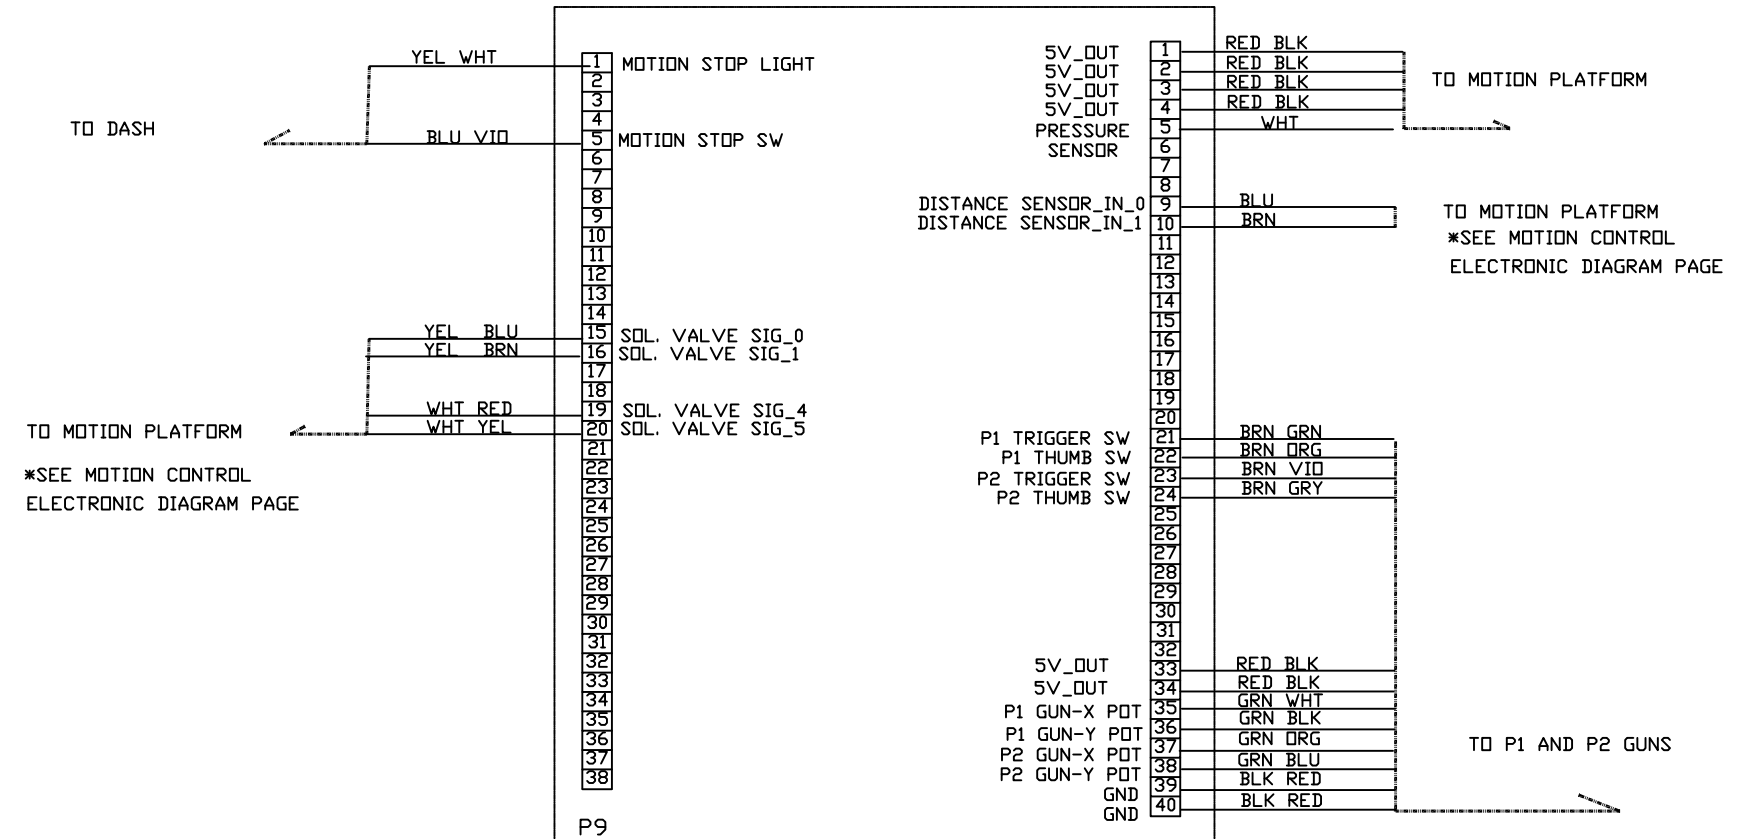 YEL WHT
1 MOTION STOP LIGHT
2
3
4
TO DASH
BLU VIO
5 MOTION STOP SW
6
7
8
9
10
11
12
13
14
YEL BLU
15 SOL. VALVE SIG_0
YEL BRN
16 SOL. VALVE SIG_1
17
18
WHT RED
19 SOL. VALVE SIG_4
WHT YEL
20 SOL. VALVE SIG_5
TO MOTION PLATFORM
*SEE MOTION CONTROL
ELECTRONIC DIAGRAM PAGE
21
22
23
24
25
26
27
28
29
30
31
32
33
34
35
36
37
38
P9
5V_OUT 1 RED BLK
5V_OUT 2 RED BLK
5V_OUT 3 RED BLK
5V_OUT 4 RED BLK
TO MOTION PLATFORM
PRESSURE 5 WHT
SENSOR 6
7
8
DISTANCE SENSOR_IN_0 9 BLU
DISTANCE SENSOR_IN_1 10 BRN
TO MOTION PLATFORM
*SEE MOTION CONTROL
ELECTRONIC DIAGRAM PAGE
11
12
13
14
15
16
17
18
19
20
P1 TRIGGER SW 21 BRN GRN
P1 THUMB SW 22 BRN ORG
P2 TRIGGER SW 23 BRN VIO
P2 THUMB SW 24 BRN GRY
25
26
27
28
29
30
31
32
5V_OUT 33 RED BLK
5V_OUT 34 RED BLK
P1 GUN-X POT 35 GRN WHT
P1 GUN-Y POT 36 GRN BLK
P2 GUN-X POT 37 GRN ORG
P2 GUN-Y POT 38 GRN BLU
GND 39 BLK RED
GND 40 BLK RED
TO P1 AND P2 GUNS